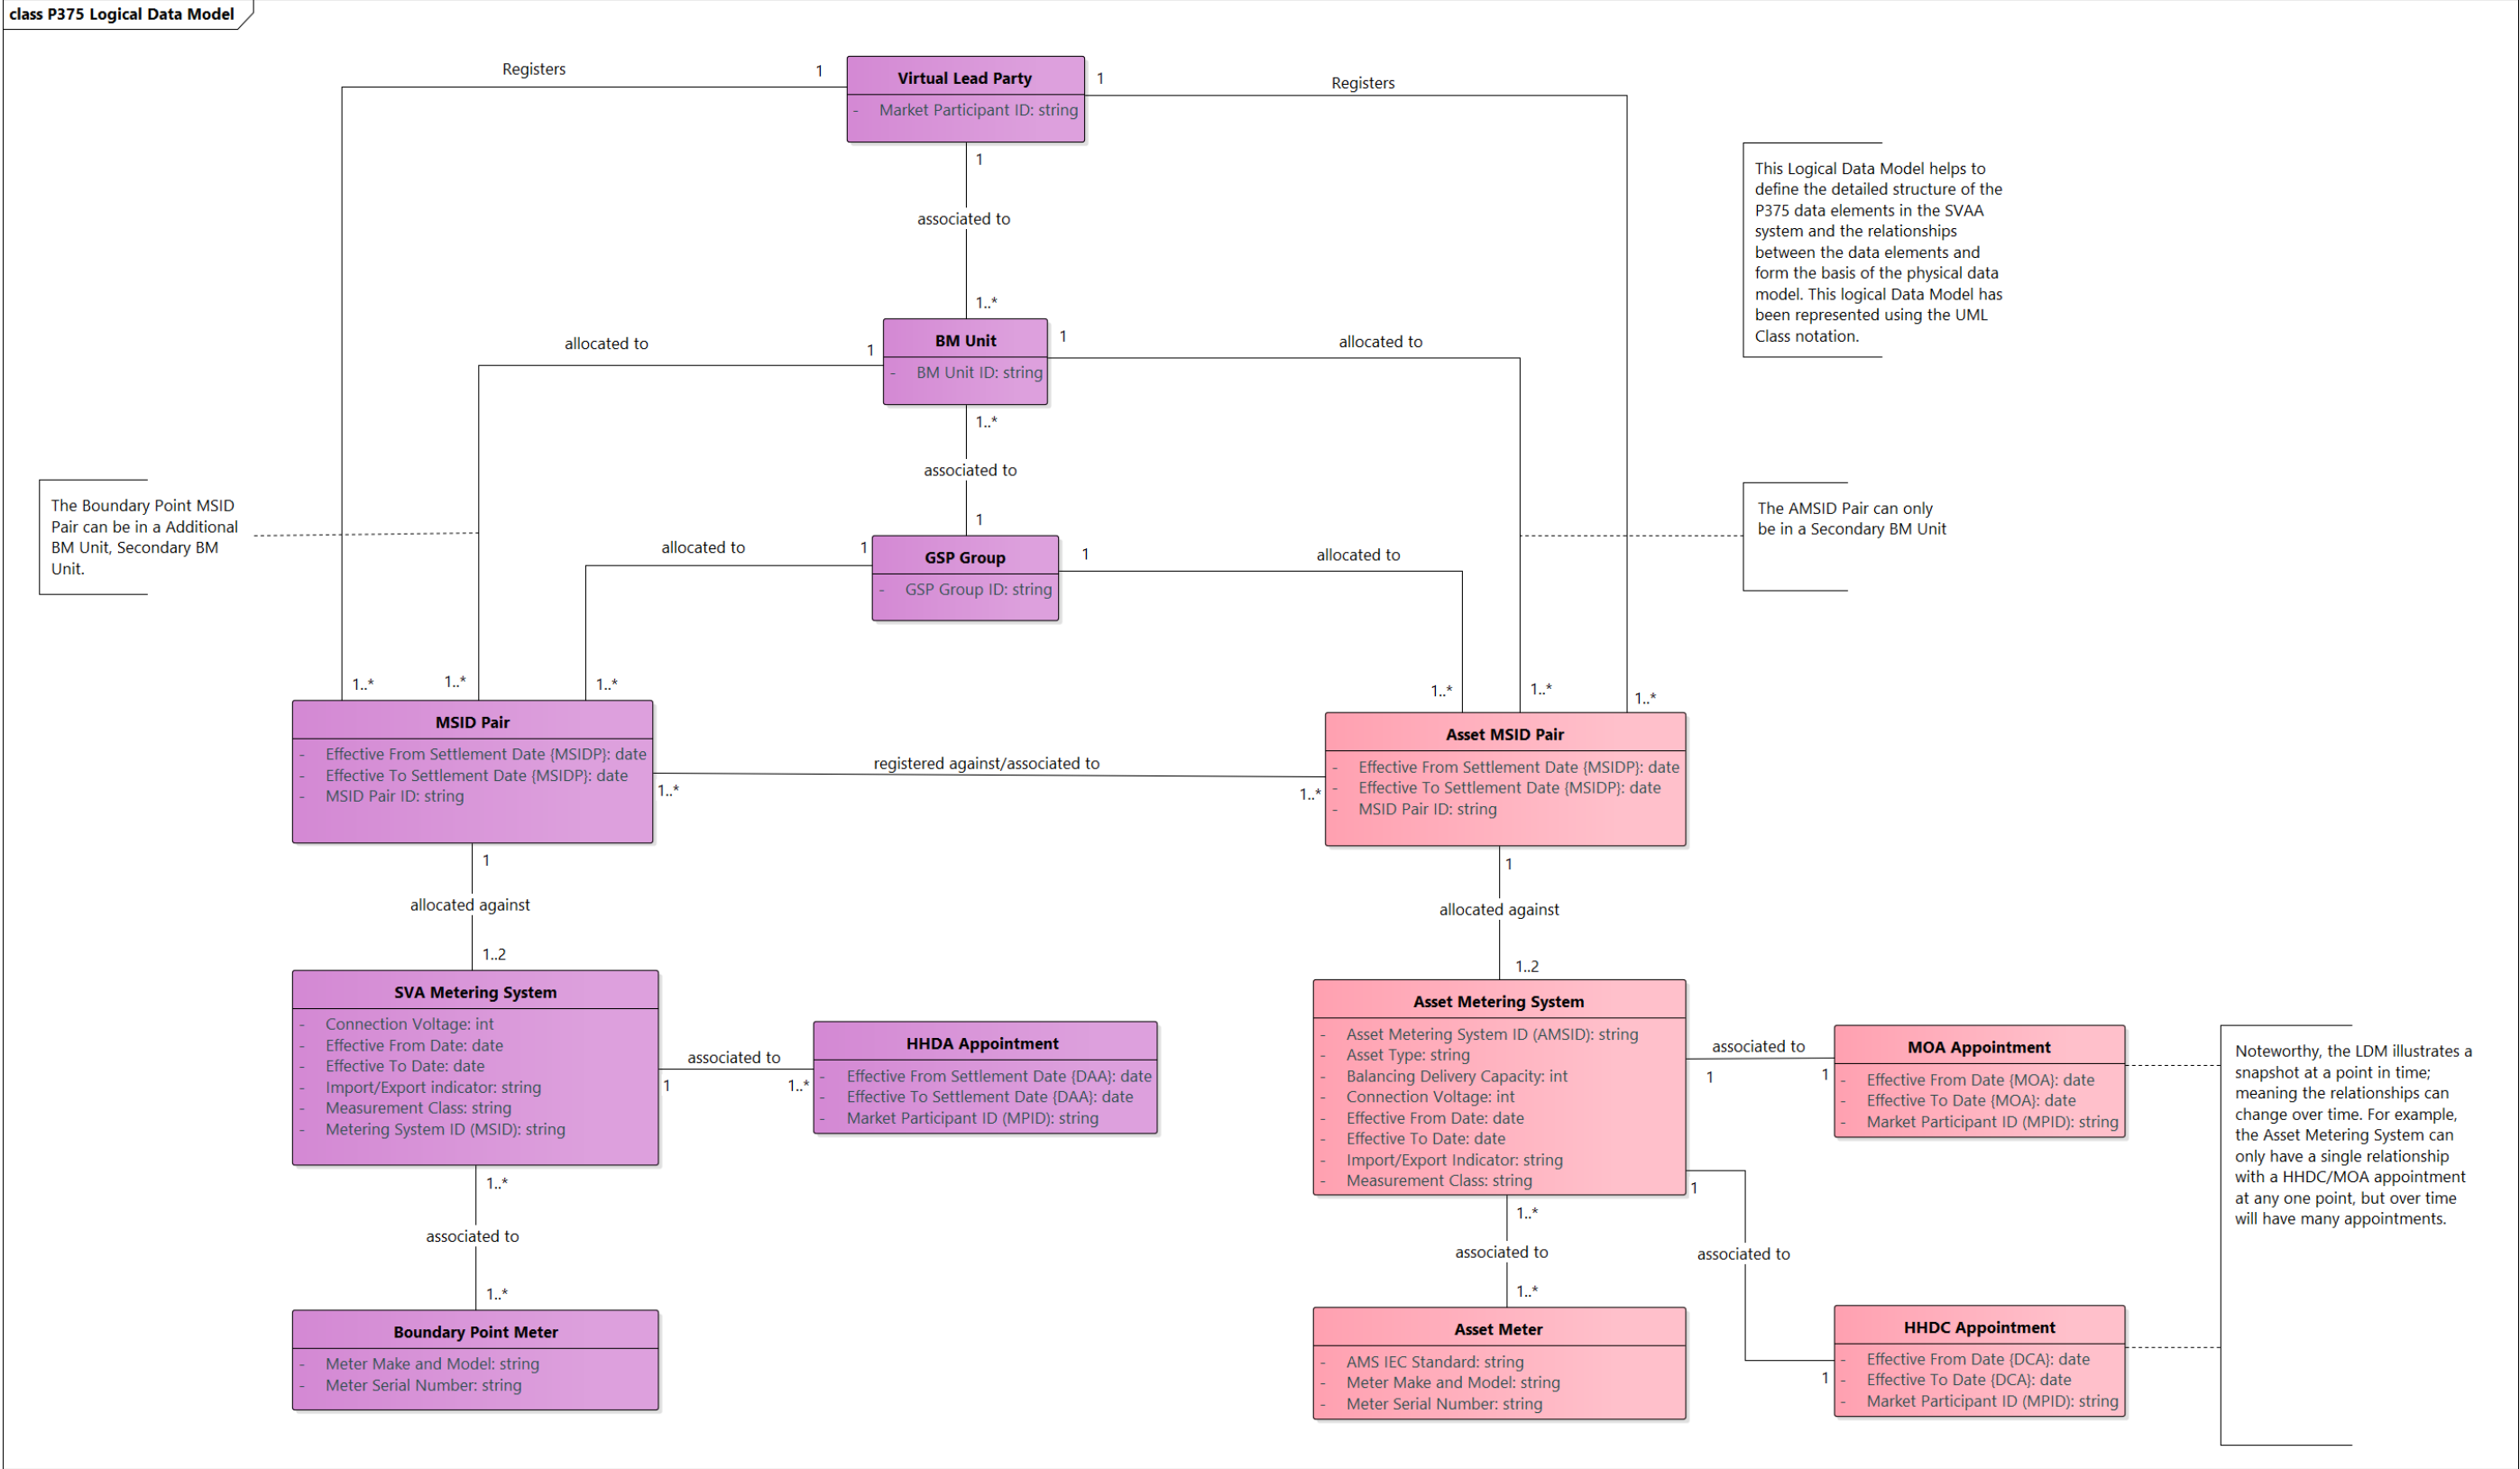 class P375 Logical Data Model
Registers
1
Virtual Lead Party
- Market Participant ID: string
1
Registers
1
associated to
1..*
This Logical Data Model helps to
define the detailed structure of the
P375 data elements in the SVAA
system and the relationships
between the data elements and
form the basis of the physical data
model. This logical Data Model has
been represented using the UML
Class notation.
allocated to
1
BM Unit
- BM Unit ID: string
1
allocated to
1..*
associated to
1
The Boundary Point MSID
Pair can be in a Additional
BM Unit, Secondary BM
Unit.
The AMSID Pair can only
be in a Secondary BM Unit
allocated to
1
GSP Group
- GSP Group ID: string
1
allocated to
1..*
1..*
1..*
1..*
1..*
1..*
MSID Pair
- Effective From Settlement Date {MSIDP}: date
- Effective To Settlement Date {MSIDP}: date
- MSID Pair ID: string
1..*
registered against/associated to
1..*
Asset MSID Pair
- Effective From Settlement Date {MSIDP}: date
- Effective To Settlement Date {MSIDP}: date
- MSID Pair ID: string
1
allocated against
1..2
1
allocated against
1..2
SVA Metering System
- Connection Voltage: int
- Effective From Date: date
- Effective To Date: date
- Import/Export indicator: string
- Measurement Class: string
- Metering System ID (MSID): string
associated to
1
1..*
HHDA Appointment
- Effective From Settlement Date {DAA}: date
- Effective To Settlement Date {DAA}: date
- Market Participant ID (MPID): string
Asset Metering System
- Asset Metering System ID (AMSID): string
- Asset Type: string
- Balancing Delivery Capacity: int
- Connection Voltage: int
- Effective From Date: date
- Effective To Date: date
- Import/Export Indicator: string
- Measurement Class: string
associated to
1
1
MOA Appointment
- Effective From Date {MOA}: date
- Effective To Date {MOA}: date
- Market Participant ID (MPID): string
Noteworthy, the LDM illustrates a
snapshot at a point in time;
meaning the relationships can
change over time. For example,
the Asset Metering System can
only have a single relationship
with a HHDC/MOA appointment
at any one point, but over time
will have many appointments.
1..*
associated to
1..*
1..*
associated to
1..*
1
associated to
1
Boundary Point Meter
- Meter Make and Model: string
- Meter Serial Number: string
Asset Meter
- AMS IEC Standard: string
- Meter Make and Model: string
- Meter Serial Number: string
HHDC Appointment
- Effective From Date {DCA}: date
- Effective To Date {DCA}: date
- Market Participant ID (MPID): string